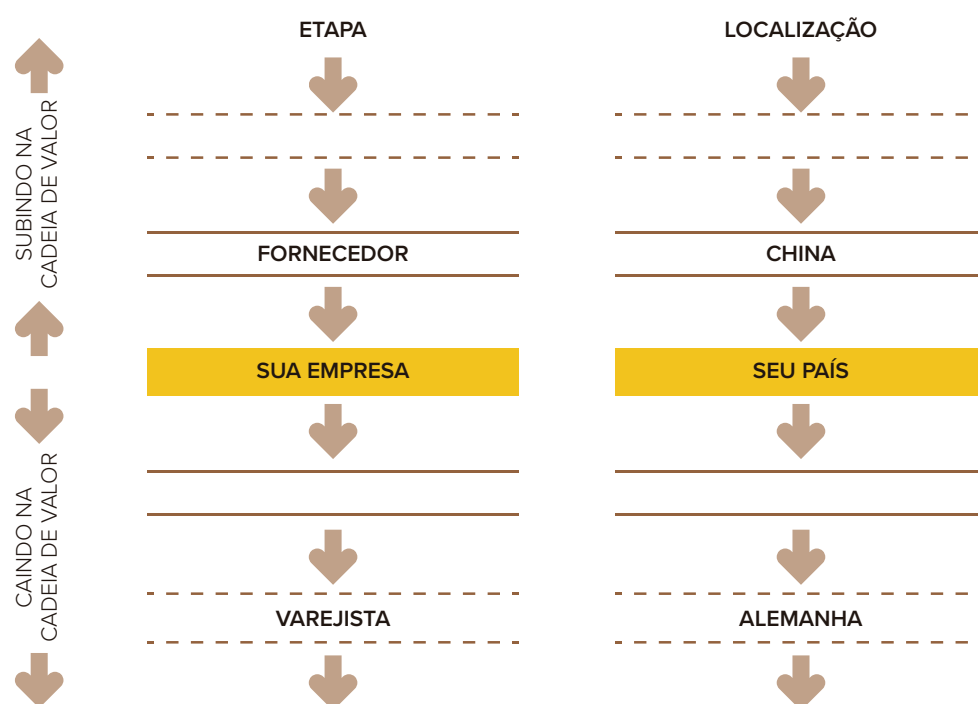 ETAPA
LOCALIZAÇÃO
SUBINDO NA
CADEIA DE VALOR
FORNECEDOR
CHINA
SUA EMPRESA
SEU PAÍS
CAINDO NA
CADEIA DE VALOR
VAREJISTA
ALEMANHA